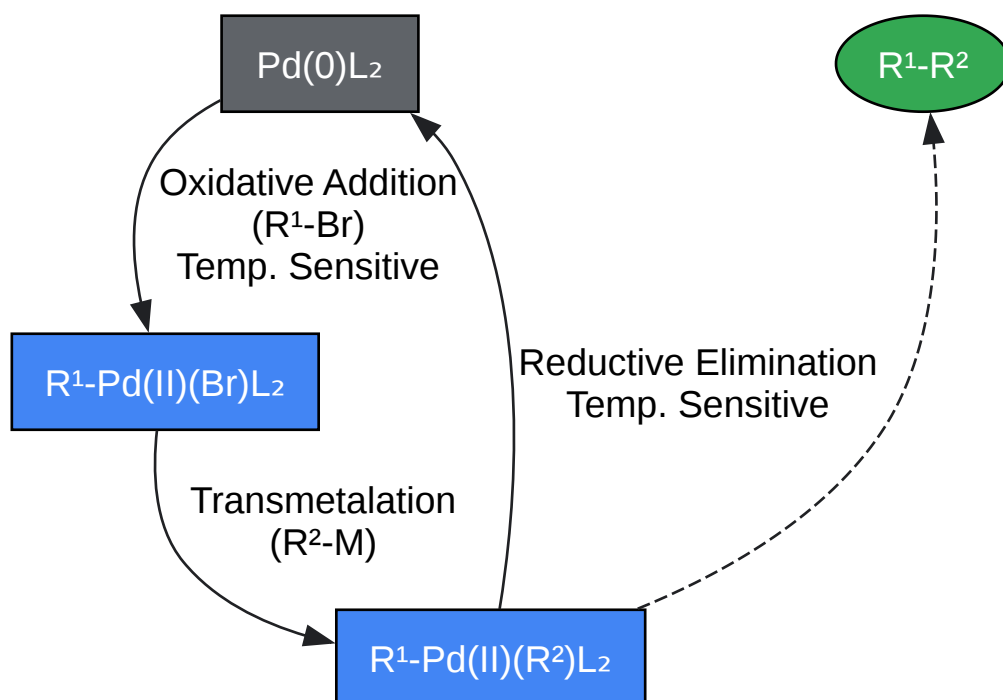 Pd(0)L₂
R¹-R²
Oxidative Addition
(R¹-Br)
Temp. Sensitive
R¹-Pd(II)(Br)L₂
Reductive Elimination
Temp. Sensitive
Transmetalation
(R²-M)
R¹-Pd(II)(R²)L₂